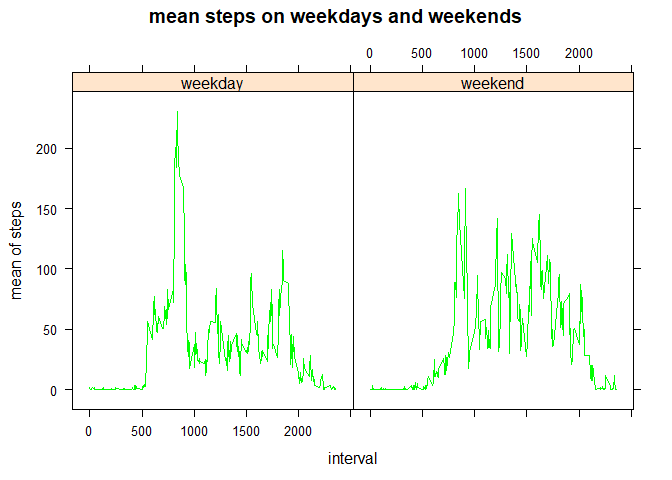 mean steps on weekdays and weekends
0 500 1000 1500 2000
weekday weekend
mean of steps
200
150
100
50
0
0 500 1000 1500 2000
interval